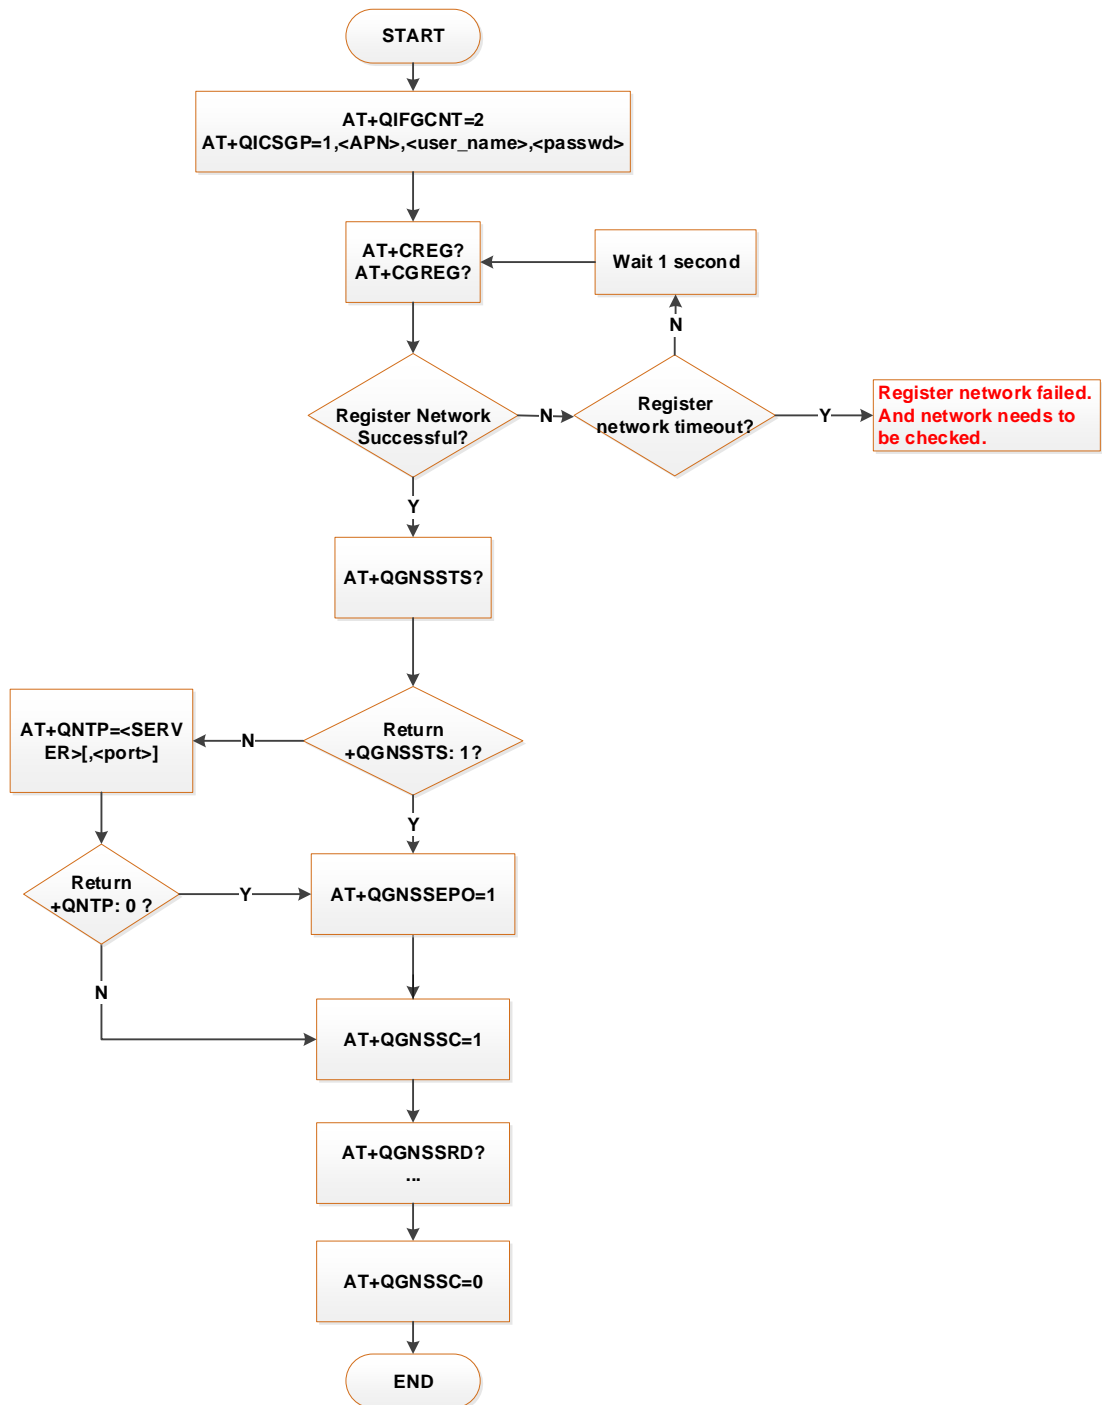 START
AT+QIFGCNT=2
AT+QICSGP=1,<APN>,<user_name>,<passwd>
AT+CREG?
AT+CGREG?
Wait 1 second
N
Register Network
Successful?
N
Register
network timeout?
Y
Register network failed.
And network needs to
be checked.
Y
AT+QGNSSTS?
AT+QNTP=<SERV
ER>[,<port>]
N
Return
+QGNSSTS: 1?
Y
Return
+QNTP: 0 ?
Y
AT+QGNSSEPO=1
N
AT+QGNSSC=1
AT+QGNSSRD?
...
AT+QGNSSC=0
END